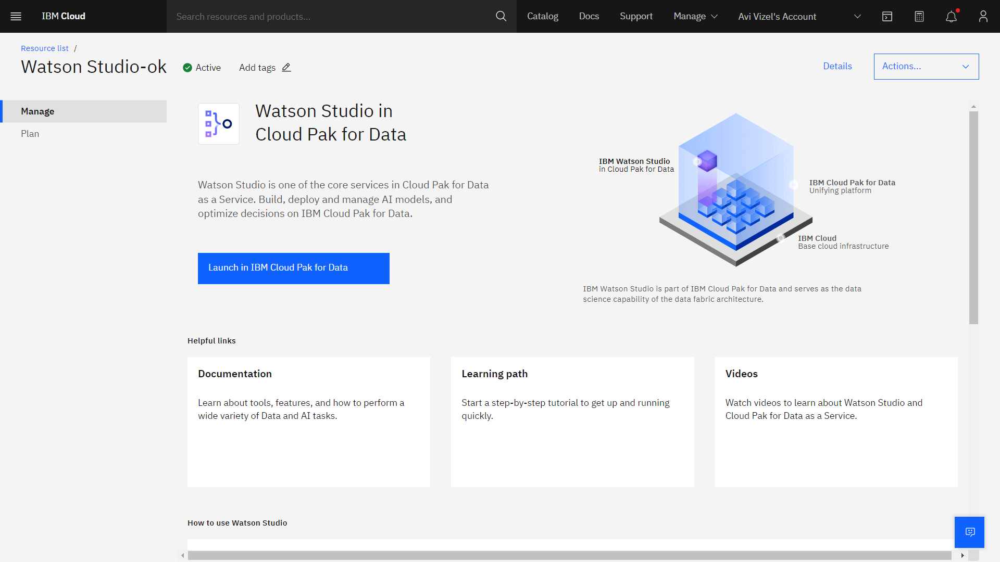 IBM Cloud
Search resources and products...
Catalog
Docs
Support
Manage
Avi Vizel's Account
Resource list /
Watson Studio-ok
Active
Add tags
Details
Actions...
Manage
Plan
Watson Studio in
Cloud Pak for Data
Watson Studio is one of the core services in Cloud Pak for Data
as a Service. Build, deploy and manage AI models, and
optimize decisions on IBM Cloud Pak for Data.
Launch in IBM Cloud Pak for Data
IBM Watson Studio
in Cloud Pak for Data
IBM Cloud Pak for Data
Unifying platform
IBM Cloud
Base cloud infrastructure
IBM Watson Studio is part of IBM Cloud Pak for Data and serves as the data
science capability of the data fabric architecture.
Helpful links
Documentation
Learn about tools, features, and how to perform a
wide variety of Data and AI tasks.
Learning path
Start a step-by-step tutorial to get up and running
quickly.
Videos
Watch videos to learn about Watson Studio and
Cloud Pak for Data as a Service.
How to use Watson Studio